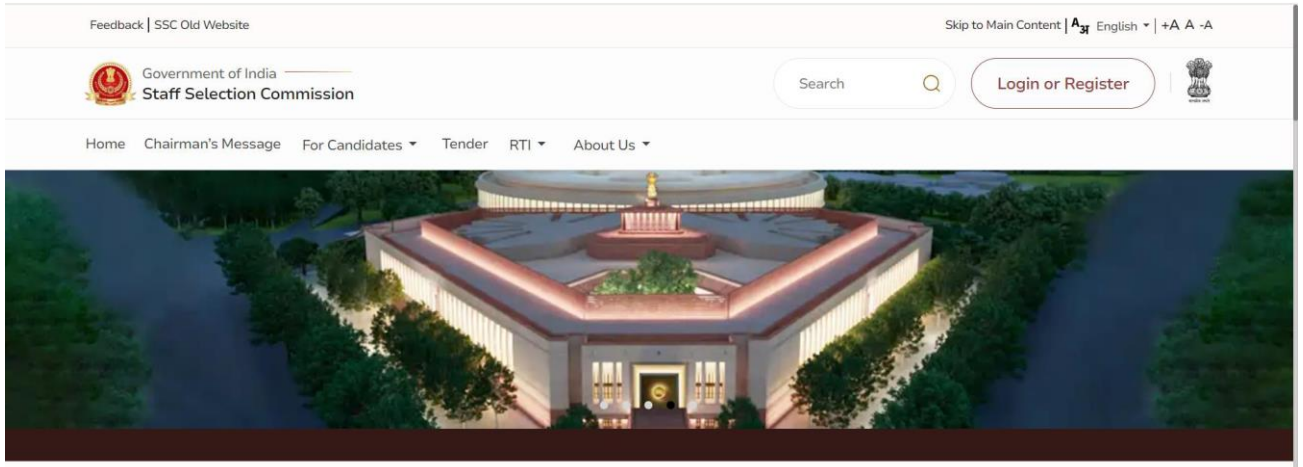 Feedback | SSC Old Website
Skip to Main Content | Aअ English | +A A -A
Government of India
Staff Selection Commission
Search
Login or Register
Home Chairman's Message For Candidates Tender RTI About Us